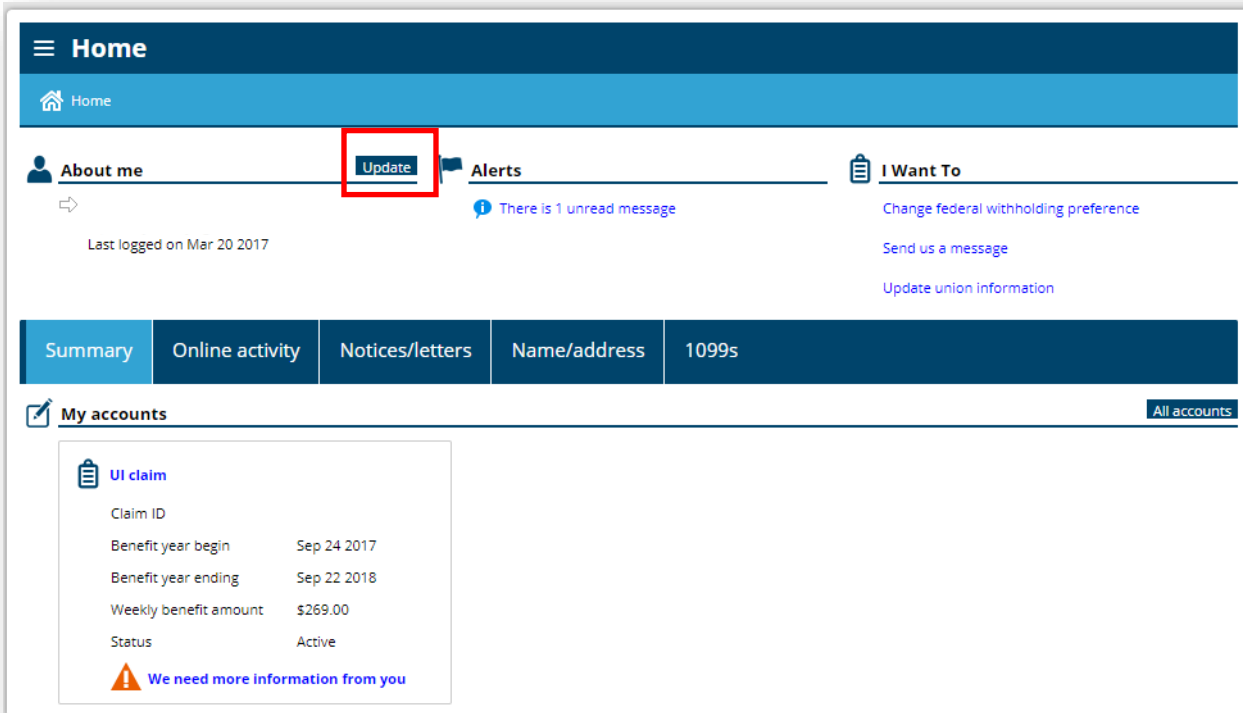 Home
Home
About me
Update
Alerts
I Want To
There is 1 unread message
Change federal withholding preference
Last logged on Mar 20 2017
Send us a message
Update union information
Summary
Online activity
Notices/letters
Name/address
1099s
My accounts
All accounts
UI claim
Claim ID
Benefit year begin Sep 24 2017
Benefit year ending Sep 22 2018
Weekly benefit amount $269.00
Status Active
We need more information from you